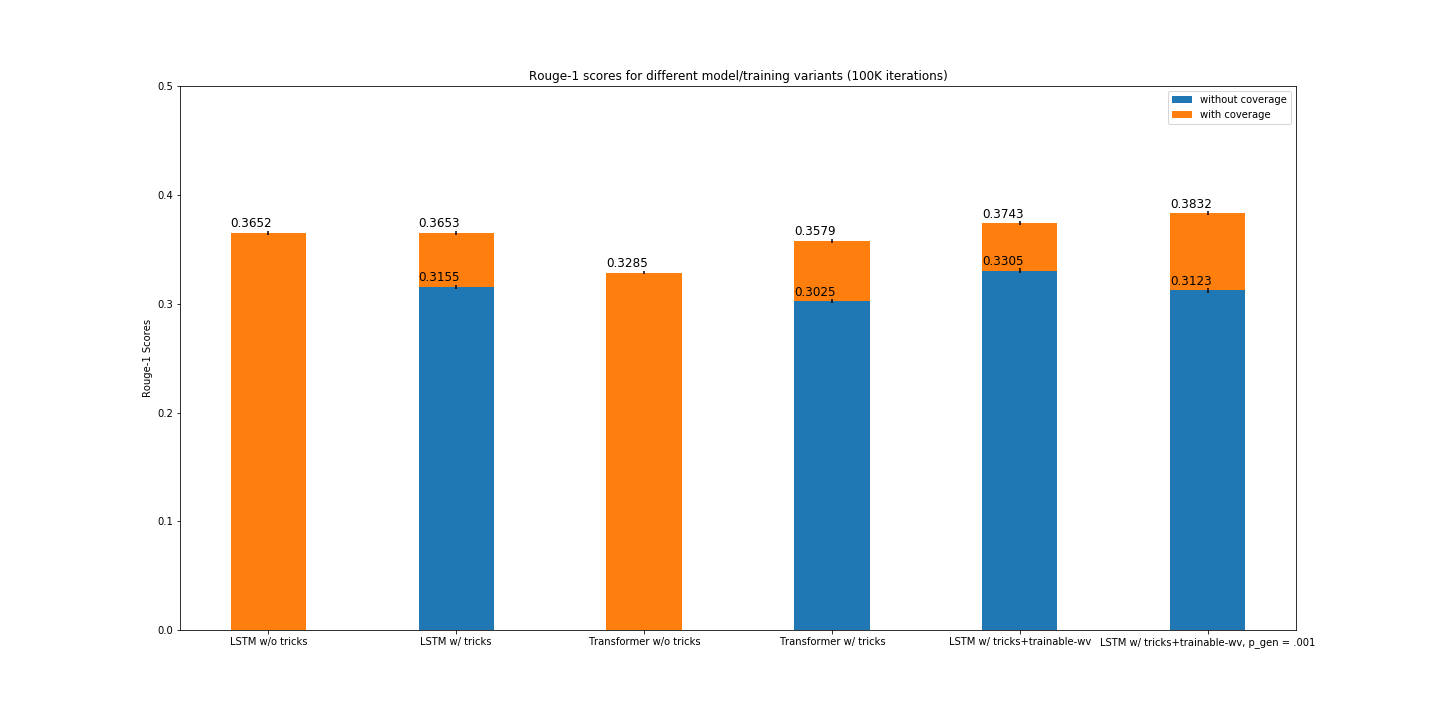 Rouge-1 scores for different model/training variants (100K iterations)
without coverage
with coverage
Rouge-1 Scores
0.5
0.4
0.3
0.2
0.1
0.0
0.3652
0.3653
0.3155
0.3285
0.3579
0.3025
0.3743
0.3305
0.3832
0.3123
LSTM w/o tricks
LSTM w/ tricks
Transformer w/o tricks
Transformer w/ tricks
LSTM w/ tricks+trainable-wv
LSTM w/ tricks+trainable-wv, p_gen = .001